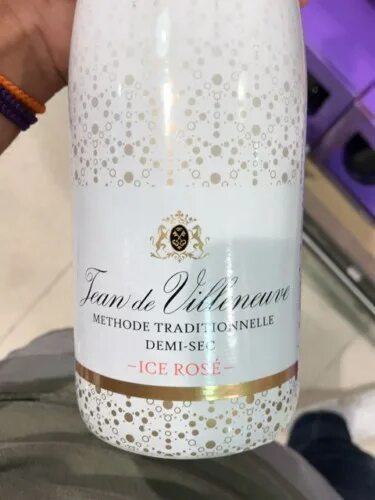 Jean de Villeneuve
METHODE TRADITIONNELLE
DEMI-SEC
–ICE ROSÉ–